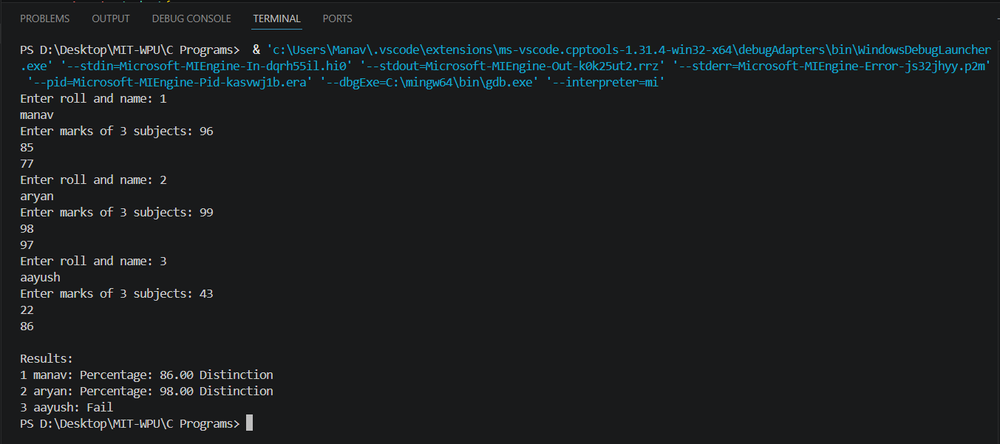 PROBLEMS OUTPUT DEBUG CONSOLE TERMINAL PORTS
PS D:\Desktop\MIT-WPU\C Programs>  & 'c:\Users\Manav\.vscode\extensions\ms-vscode.cpptools-1.31.4-win32-x64\debugAdapters\bin\WindowsDebugLauncher
.exe' '--stdin=Microsoft-MIEngine-In-dqrh55il.hi0' '--stdout=Microsoft-MIEngine-Out-k0k25ut2.rrz' '--stderr=Microsoft-MIEngine-Error-js32jhyy.p2m'
'--pid=Microsoft-MIEngine-Pid-kasvwj1b.era' '--dbgExe=C:\mingw64\bin\gdb.exe' '--interpreter=mi'
Enter roll and name: 1
manav
Enter marks of 3 subjects: 96
85
77
Enter roll and name: 2
aryan
Enter marks of 3 subjects: 99
98
97
Enter roll and name: 3
aayush
Enter marks of 3 subjects: 43
22
86
Results:
1 manav: Percentage: 86.00 Distinction
2 aryan: Percentage: 98.00 Distinction
3 aayush: Fail
PS D:\Desktop\MIT-WPU\C Programs>